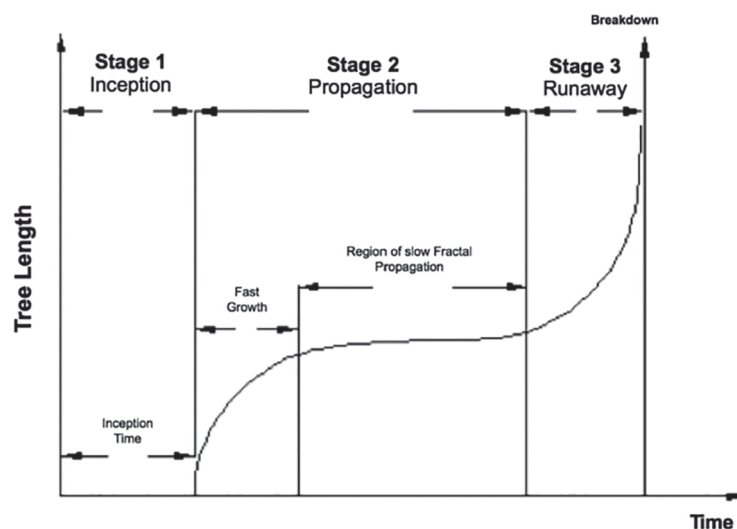 Breakdown
Stage 1
Inception
Stage 2
Propagation
Stage 3
Runaway
Tree Length
Region of slow Fractal
Propagation
Fast
Growth
Inception
Time
Time